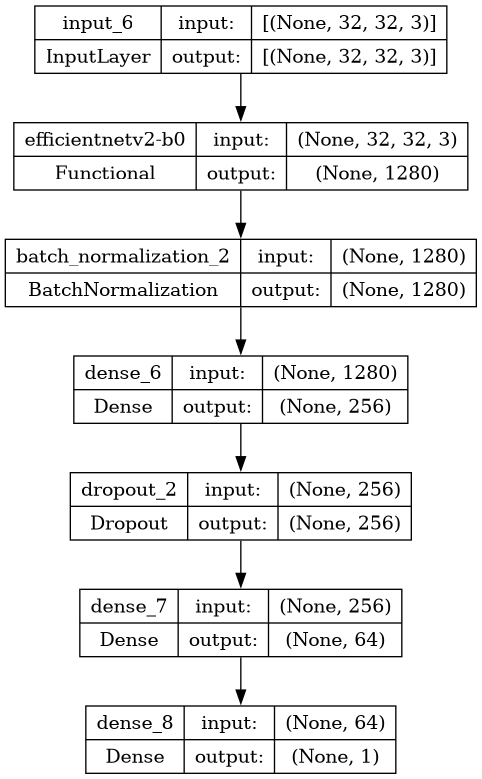 input_6 input: [(None, 32, 32, 3)]
InputLayer output: [(None, 32, 32, 3)]
efficientnetv2-b0 input: (None, 32, 32, 3)
Functional output: (None, 1280)
batch_normalization_2 input: (None, 1280)
BatchNormalization output: (None, 1280)
dense_6 input: (None, 1280)
Dense output: (None, 256)
dropout_2 input: (None, 256)
Dropout output: (None, 256)
dense_7 input: (None, 256)
Dense output: (None, 64)
dense_8 input: (None, 64)
Dense output: (None, 1)